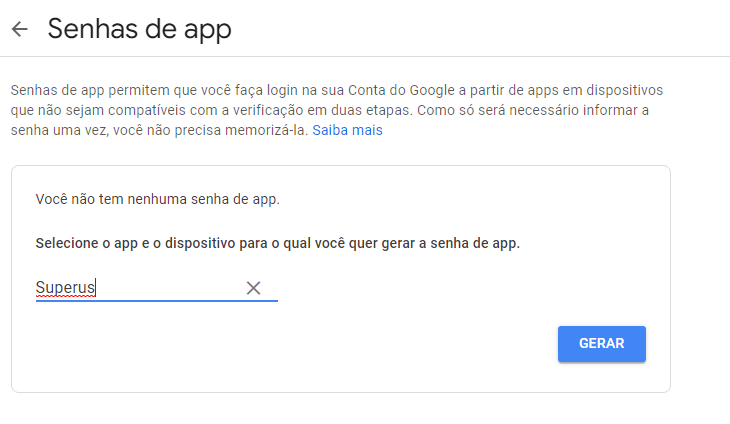 Senhas de app
Senhas de app permitem que você faça login na sua Conta do Google a partir de apps em dispositivos
que não sejam compatíveis com a verificação em duas etapas. Como só será necessário informar a
senha uma vez, você não precisa memorizá-la. Saiba mais
Você não tem nenhuma senha de app.
Selecione o app e o dispositivo para o qual você quer gerar a senha de app.
Superus
GERAR